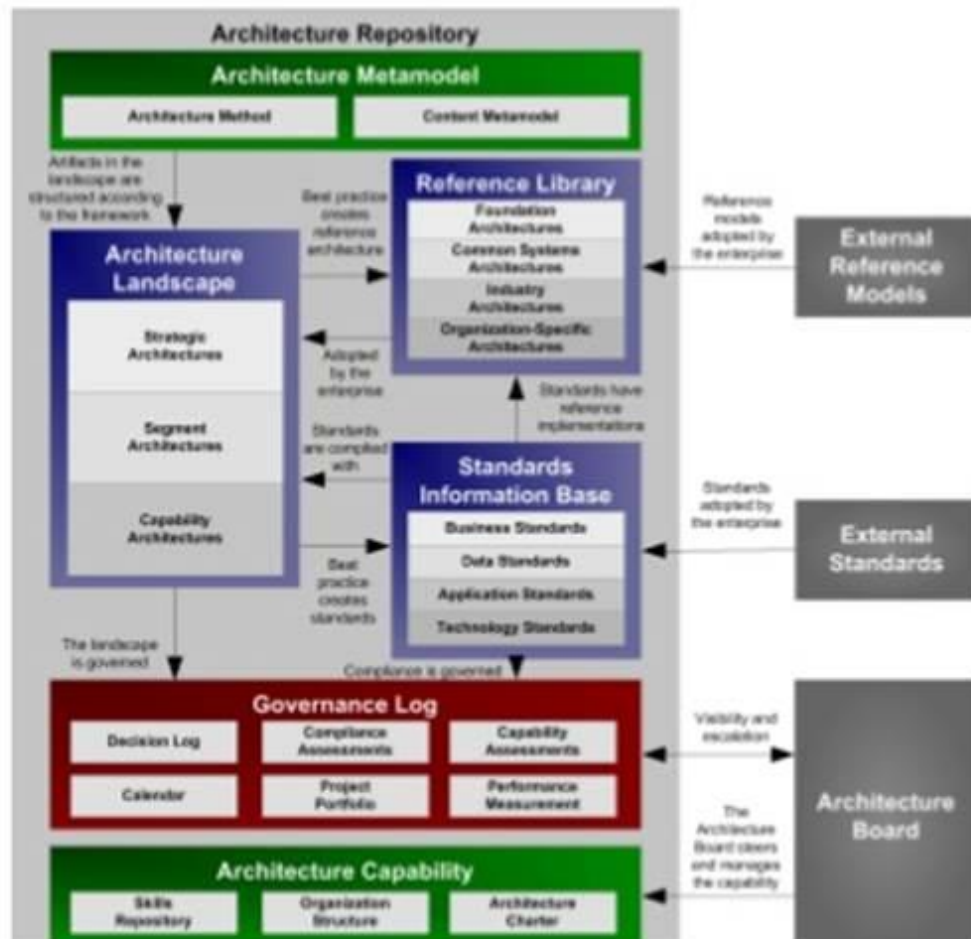 Architecture Repository
Architecture Metamodel
Architecture Method
Content Metamodel
Artifacts in the
landscape are
structured according
to the framework
Best practice
creates
reference
architecture
Reference Library
Foundation
Architectures
Common Systems
Architectures
Industry
Architectures
Organization-Specific
Architectures
Reference
models
adopted by
the enterprise
External
Reference
Models
Architecture
Landscape
Strategic
Architectures
Segment
Architectures
Capability
Architectures
Adopted
by the
enterprise
Standards have
reference
implementations
Standards
are complied
with
Standards
Information Base
Business Standards
Data Standards
Application Standards
Technology Standards
Standards
adopted by
the enterprise
External
Standards
Best
practice
creates
standards
The landscape
is governed
Compliance is governed
Governance Log
Decision Log
Compliance
Assessments
Capability
Assessments
Calendar
Project
Portfolio
Performance
Measurement
Visibility and
escalation
Architecture
Board
The
Architecture
Board steers
and manages
the capability
Architecture Capability
Skills
Repository
Organization
Structure
Architecture
Charter